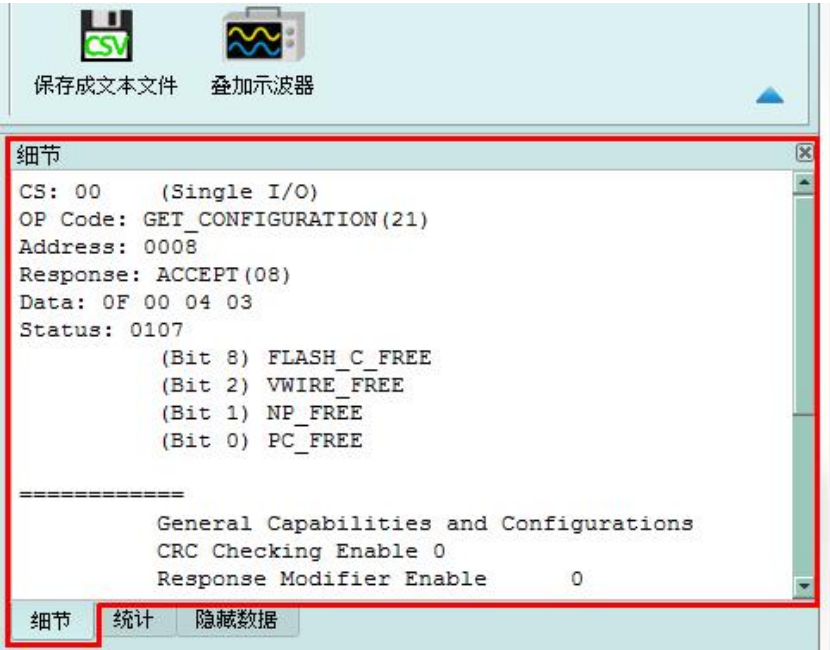 CSV
保存成文本文件 叠加示波器
细节
CS: 00 (Single I/O)
OP Code: GET_CONFIGURATION(21)
Address: 0008
Response: ACCEPT(08)
Data: 0F 00 04 03
Status: 0107
(Bit 8) FLASH_C_FREE
(Bit 2) VWIRE_FREE
(Bit 1) NP_FREE
(Bit 0) PC_FREE
============
General Capabilities and Configurations
CRC Checking Enable 0
Response Modifier Enable 0
细节 统计 隐藏数据